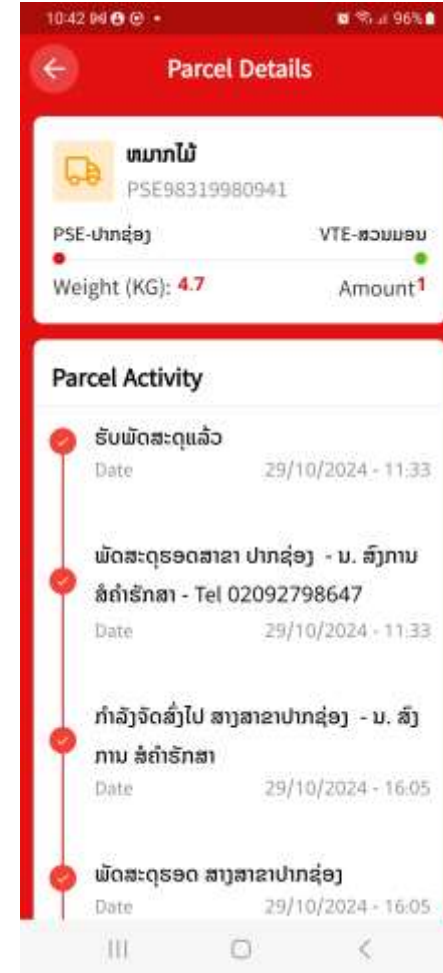 10:42
96%
Parcel Details
ໝາກໄມ້
PSE98319980941
PSE-ປາກຊ່ອງ VTE-ສວນມອນ
Weight (KG): 4.7 Amount1
Parcel Activity
ຮັບພັດສະດຸແລ້ວ
Date 29/10/2024 - 11:33
ພັດສະດຸຮອດສາຂາ ປາກຊ່ອງ - ນ. ສົ່ງການ
ສໍຄໍາຮັກສາ - Tel 02092798647
Date 29/10/2024 - 11:33
ກຳລັງຈັດສົ່ງໄປ ສາງສາຂາປາກຊ່ອງ - ນ. ສົ່ງ
ການ ສໍຄໍາຮັກສາ
Date 29/10/2024 - 16:05
ພັດສະດຸຮອດ ສາງສາຂາປາກຊ່ອງ
Date 29/10/2024 - 16:05